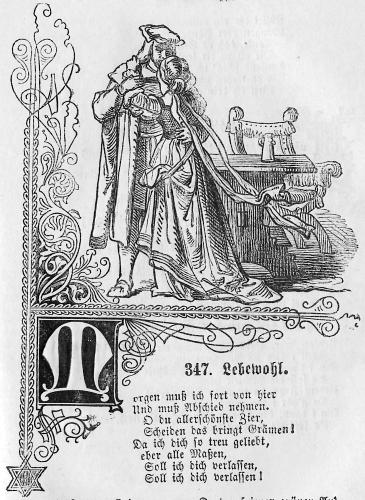 347. Lebewohl.
Morgen muß ich fort von hier
Und muß Abschied nehmen.
O du allerschönste Zier,
Scheiden das bringt Grämen!
Da ich dich so treu geliebt,
eber alle Maßen,
Soll ich dich verlassen,
Soll ich dich verlassen!